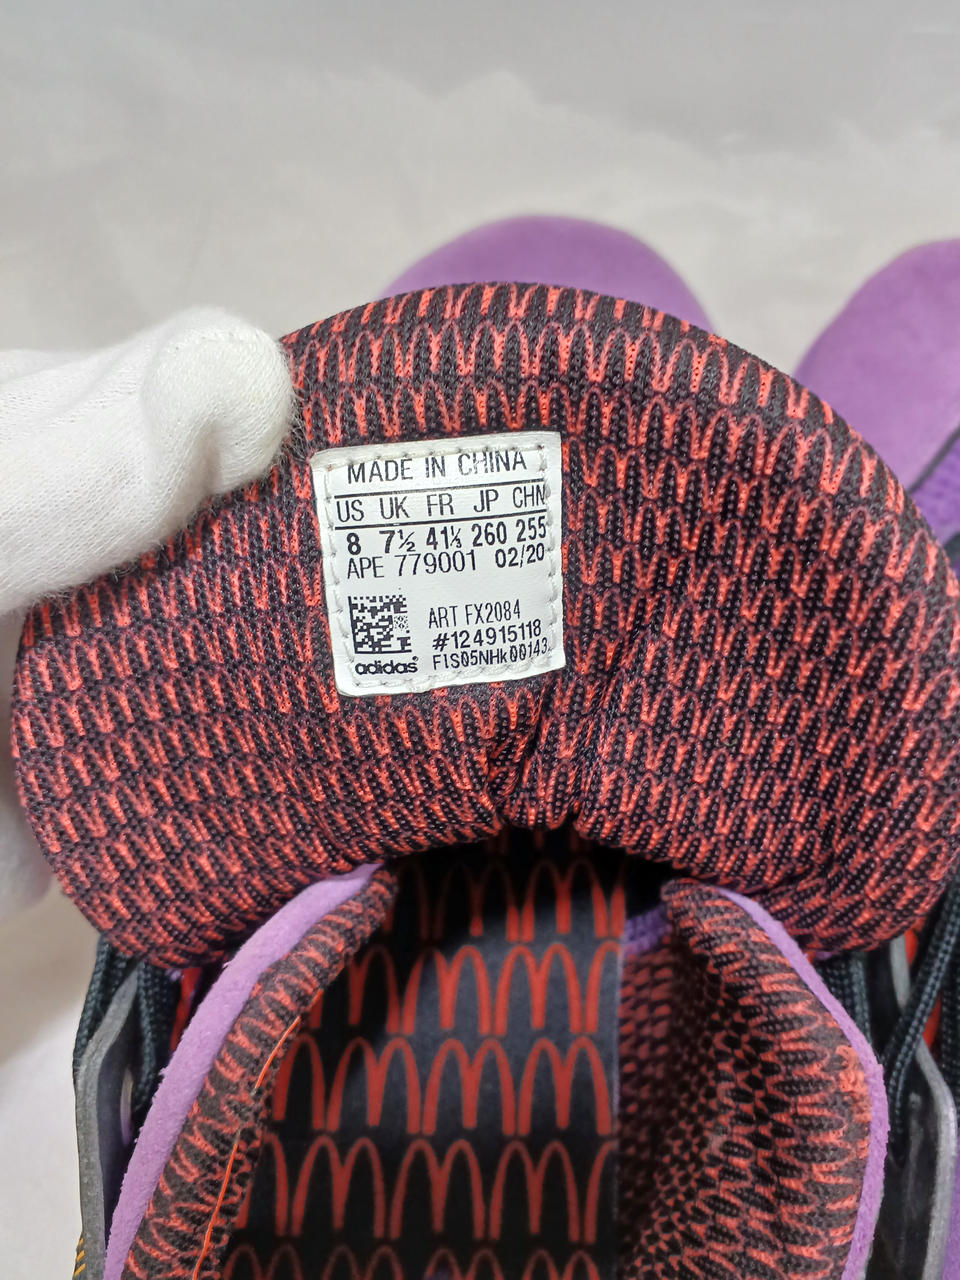 MADE IN CHINA
US UK FR JP CHN
8 7½ 41⅓ 260 255
APE 779001 02/20
ART FX2084
#124915118
adidas® F1S05NHk00143